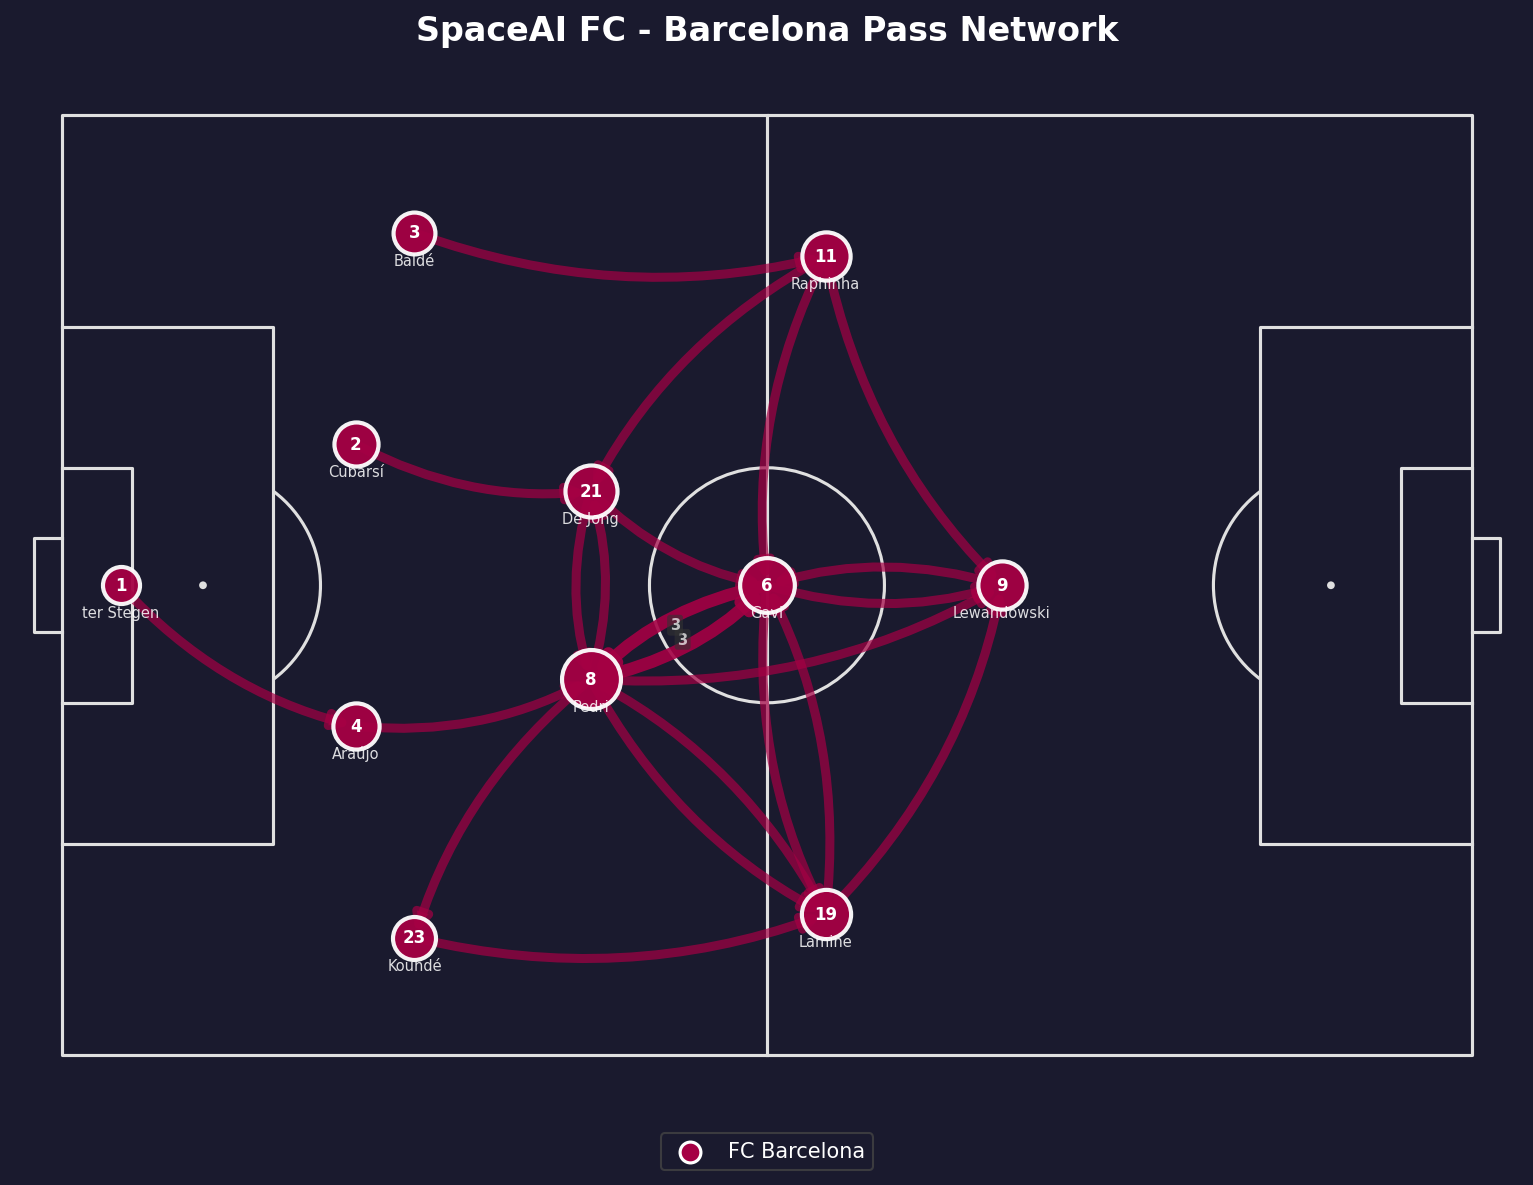 SpaceAI FC - Barcelona Pass Network
3
Baldé
11
Raphinha
2
Cubarsí
21
De Jong
1
ter Stegen
6
Gavi
9
Lewandowski
3
3
8
Pedri
4
Araújo
19
Lamine
23
Koundé
FC Barcelona